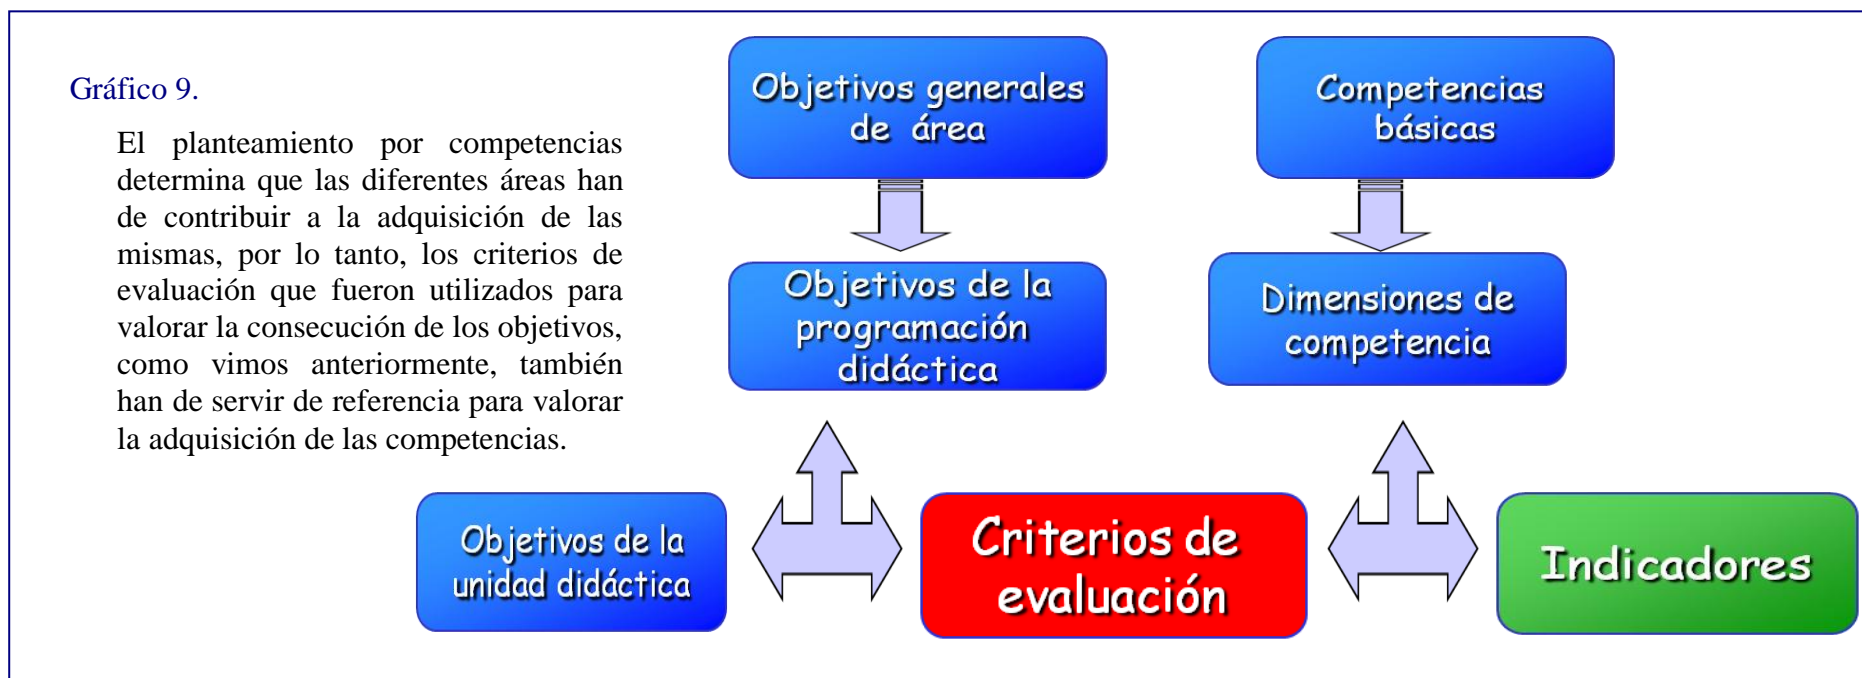 Gráfico 9.
El planteamiento por competencias
determina que las diferentes áreas han
de contribuir a la adquisición de las
mismas, por lo tanto, los criterios de
evaluación que fueron utilizados para
valorar la consecución de los objetivos,
como vimos anteriormente, también
han de servir de referencia para valorar
la adquisición de las competencias.
Objetivos generales
de área
Competencias
básicas
Objetivos de la
programación
didáctica
Dimensiones de
competencia
Objetivos de la
unidad didáctica
Criterios de
evaluación
Indicadores